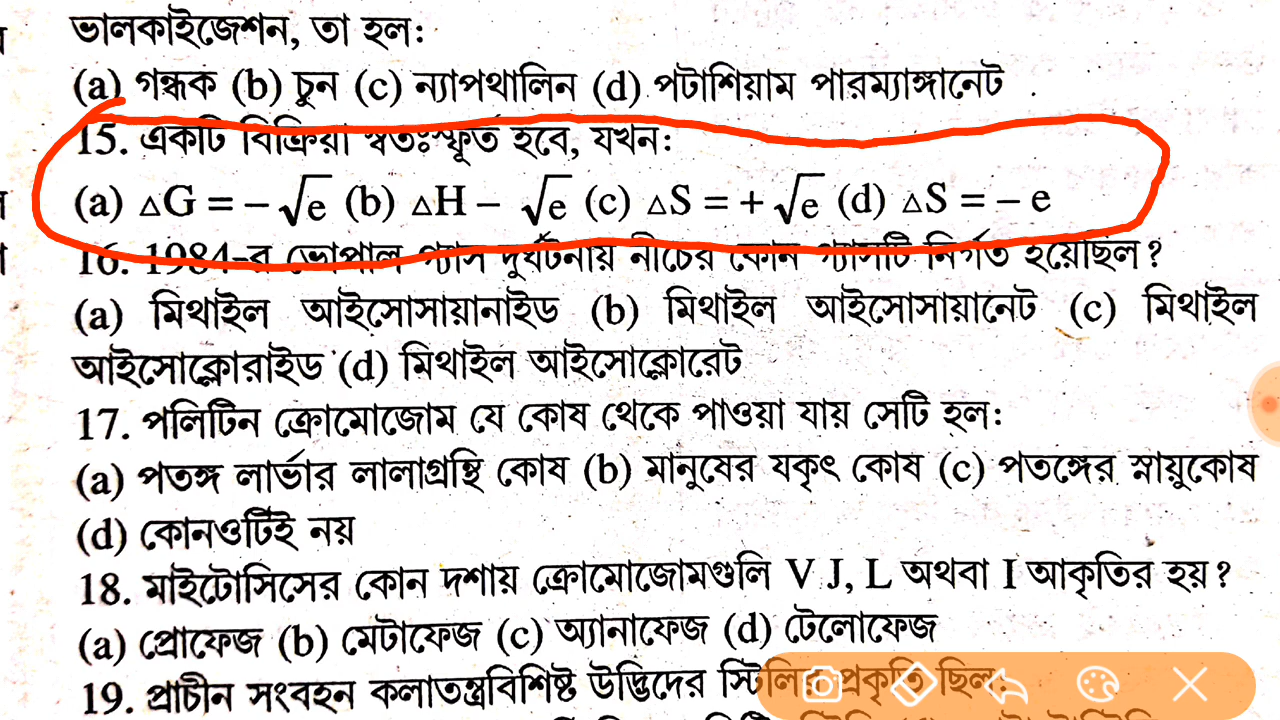 ভালকাইজেশন, তা হল:
(a) গন্ধক (b) চুন (c) ন্যাপথালিন (d) পটাশিয়াম পারম্যাঙ্গানেট
15. একটি বিক্রিয়া স্বতঃস্ফূর্ত হবে, যখন:
(a) △G = – √e (b) △H – √e (c) △S = + √e (d) △S = – e
16. 1984-র ভোপাল গ্যাস দুর্ঘটনায় নীচের কোন গ্যাসটি নির্গত হয়েছিল?
(a) মিথাইল আইসোসায়ানাইড (b) মিথাইল আইসোসায়ানেট (c) মিথাইল
আইসোক্লোরাইড (d) মিথাইল আইসোক্লোরেট
17. পলিটিন ক্রোমোজোম যে কোষ থেকে পাওয়া যায় সেটি হল:
(a) পতঙ্গ লার্ভার লালাগ্রন্থি কোষ (b) মানুষের যকৃৎ কোষ (c) পতঙ্গের স্নায়ুকোষ
(d) কোনওটিই নয়
18. মাইটোসিসের কোন দশায় ক্রোমোজোমগুলি V J, L অথবা I আকৃতির হয়?
(a) প্রোফেজ (b) মেটাফেজ (c) অ্যানাফেজ (d) টেলোফেজ
19. প্রাচীন সংবহন কলাতন্ত্রবিশিষ্ট উদ্ভিদের স্টিলির প্রকৃতি ছিল: